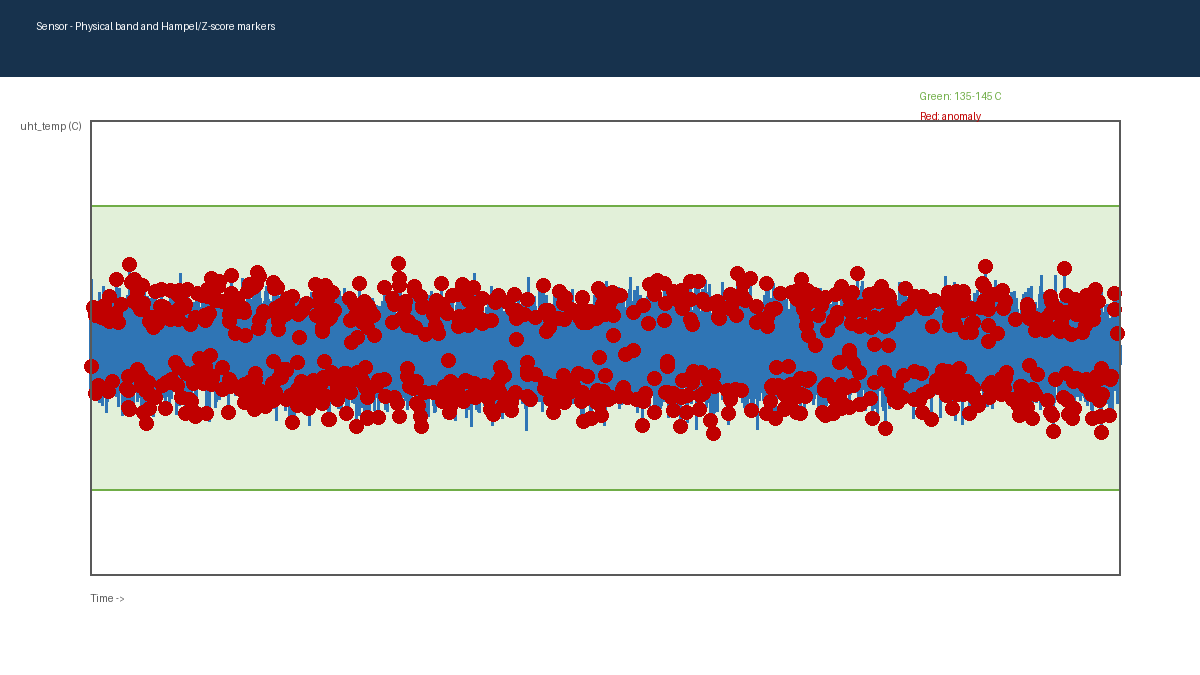 Sensor - Physical band and Hampel/Z-score markers
Green: 135-145 C
Red: anomaly
uht_temp (C)
Time ->